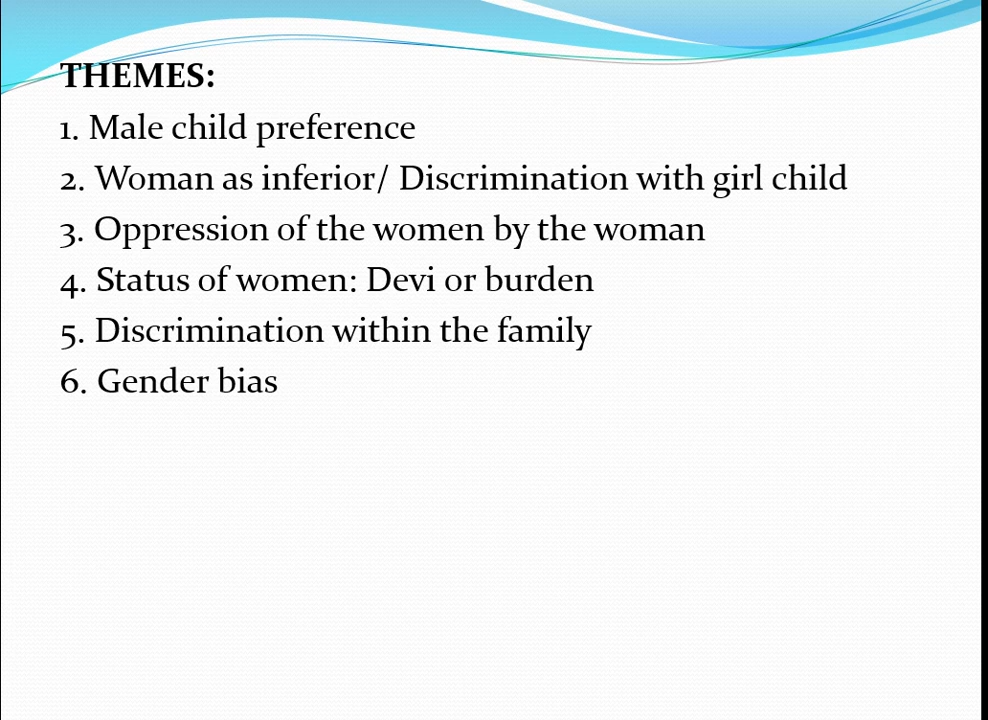 THEMES:
1. Male child preference
2. Woman as inferior/ Discrimination with girl child
3. Oppression of the women by the woman
4. Status of women: Devi or burden
5. Discrimination within the family
6. Gender bias